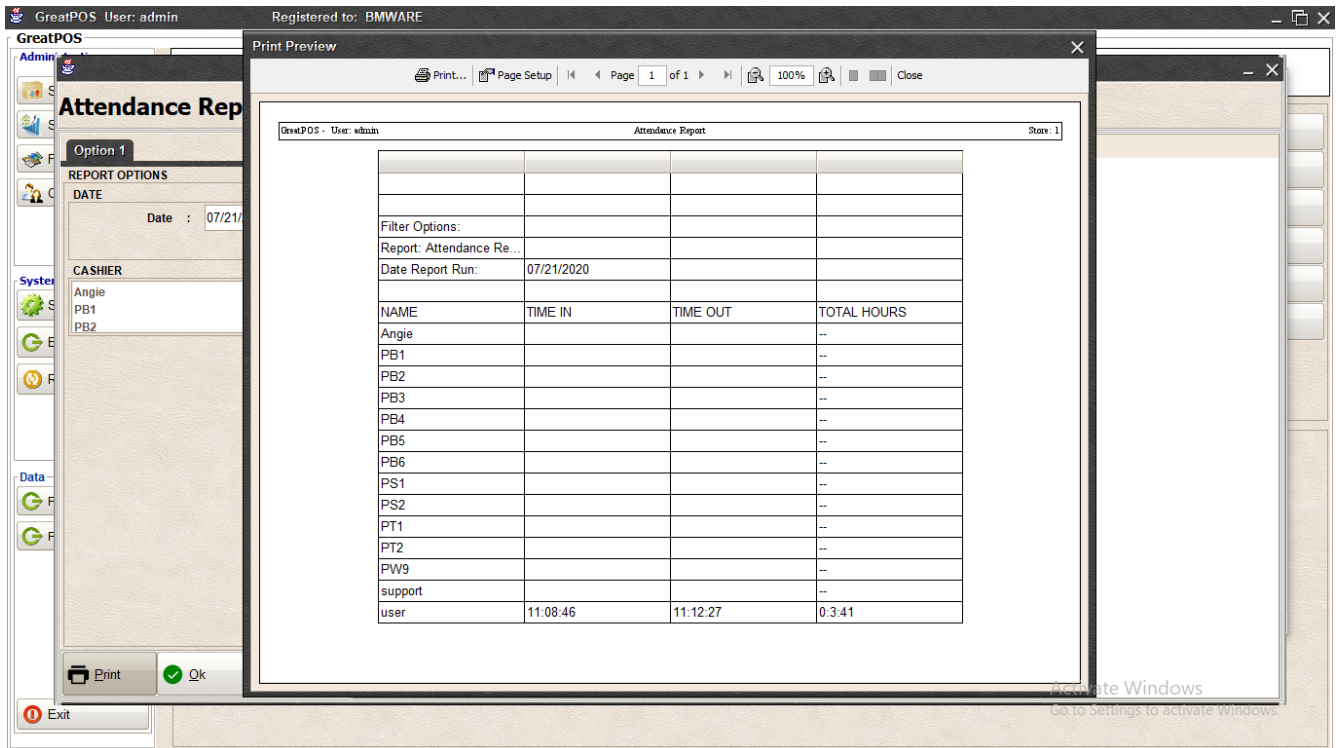 GreatPOS User: admin Registered to: BMWARE
GreatPOS
Print Preview
Print... Page Setup Page 1 of 1 100% Close
Attendance Rep
Option 1
REPORT OPTIONS
DATE
Date : 07/21/
CASHIER
Angie
PB1
PB2
Print Ok
Exit
Data
GreatPOS - User: admin Attendance Report Store: 1
Filter Options:
Report: Attendance Re...
Date Report Run: 07/21/2020
NAME TIME IN TIME OUT TOTAL HOURS
Angie --
PB1 --
PB2 --
PB3 --
PB4 --
PB5 --
PB6 --
PS1 --
PS2 --
PT1 --
PT2 --
PW9 --
support --
user 11:08:46 11:12:27 0:3:41
Activate Windows
Go to Settings to activate Windows.